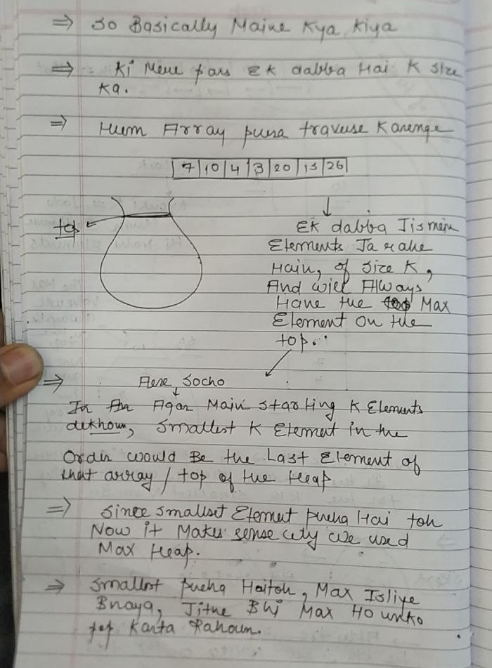 ⇒ So Basically Maine Kya Kiya
⇒ Ki Mere pass Ek dabba Hai K Size
Ka.
⇒ Hum Array pura traverse Karenge
7|10|4|3|20|15|26
top
Ek dabba Jismein
Elements Ja rahe
Hain, of size K,
And will Always
Have the Max
Element on the
top..
⇒ Aese Socho
In An Agar Main starting K Elements
dekhoun, Smallest K Element in the
Order would Be the Last Element of
that array / top of the Heap
⇒ Since smallest Element pucha Hai toh
Now it Makes sense why we used
Max Heap.
⇒ Smallest pucha Haitoh, Max Isliye
Bnaya, Jitne Bhi Max Ho unko
pop Karta Rahoun.